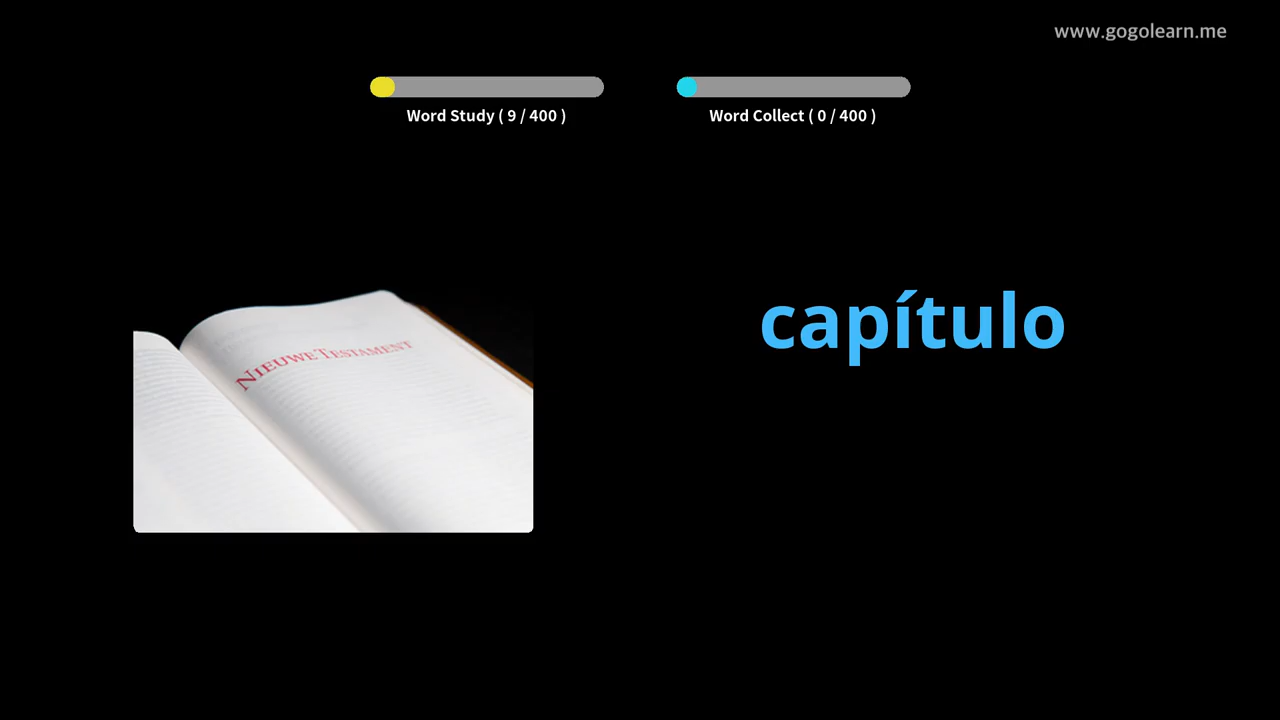 www.gogolearn.me
Word Study ( 9 / 400 )
Word Collect ( 0 / 400 )
capítulo
NIEUWE TESTAMENT